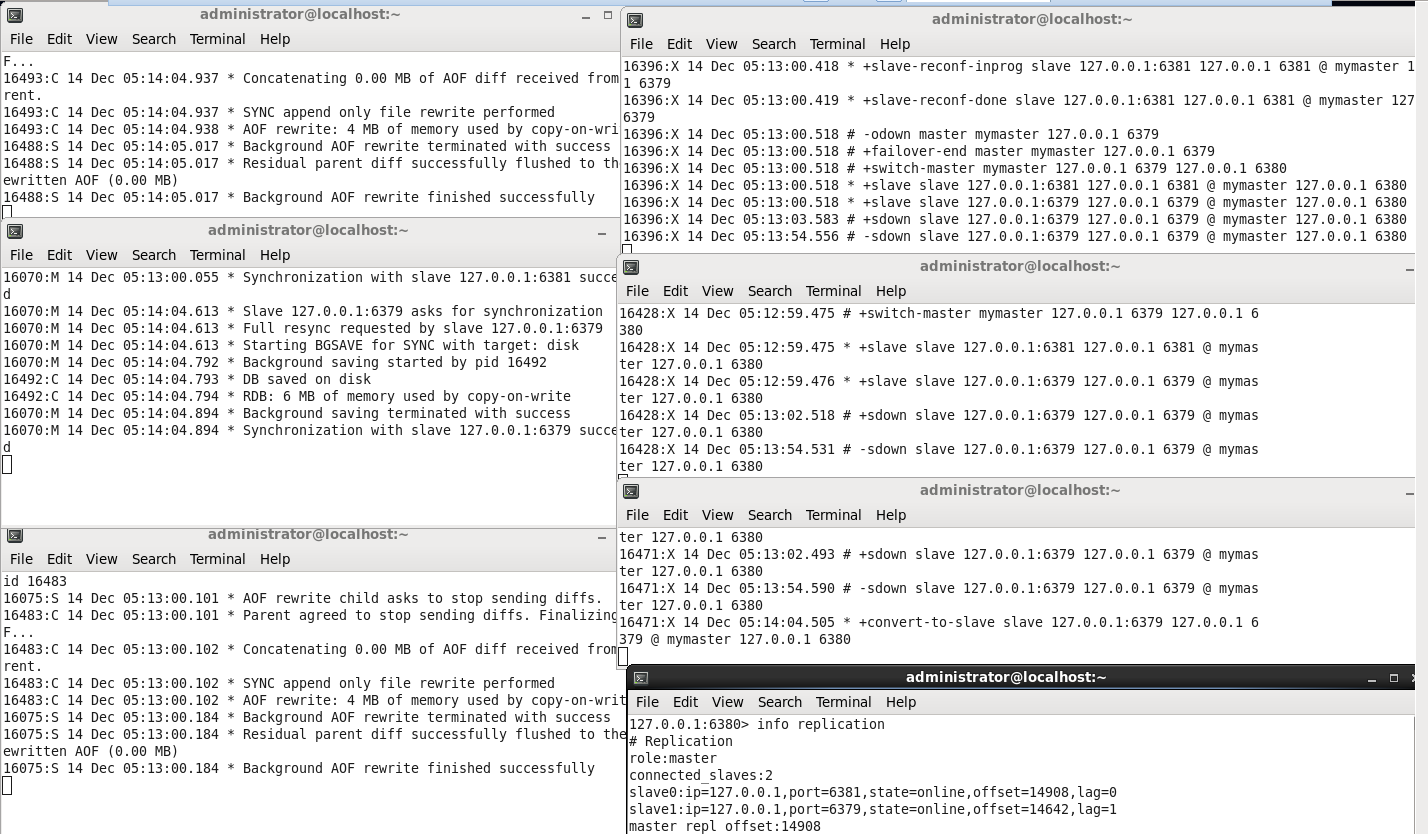 administrator@localhost:~
File Edit View Search Terminal Help
F...
16493:C 14 Dec 05:14:04.937 * Concatenating 0.00 MB of AOF diff received from
rent.
16493:C 14 Dec 05:14:04.937 * SYNC append only file rewrite performed
16493:C 14 Dec 05:14:04.938 * AOF rewrite: 4 MB of memory used by copy-on-wri
16488:S 14 Dec 05:14:05.017 * Background AOF rewrite terminated with success
16488:S 14 Dec 05:14:05.017 * Residual parent diff successfully flushed to th
ewritten AOF (0.00 MB)
16488:S 14 Dec 05:14:05.017 * Background AOF rewrite finished successfully
administrator@localhost:~
File Edit View Search Terminal Help
16070:M 14 Dec 05:13:00.055 * Synchronization with slave 127.0.0.1:6381 succe
d
16070:M 14 Dec 05:14:04.613 * Slave 127.0.0.1:6379 asks for synchronization
16070:M 14 Dec 05:14:04.613 * Full resync requested by slave 127.0.0.1:6379
16070:M 14 Dec 05:14:04.613 * Starting BGSAVE for SYNC with target: disk
16070:M 14 Dec 05:14:04.792 * Background saving started by pid 16492
16492:C 14 Dec 05:14:04.793 * DB saved on disk
16492:C 14 Dec 05:14:04.794 * RDB: 6 MB of memory used by copy-on-write
16070:M 14 Dec 05:14:04.894 * Background saving terminated with success
16070:M 14 Dec 05:14:04.894 * Synchronization with slave 127.0.0.1:6379 succe
d
administrator@localhost:~
File Edit View Search Terminal Help
id 16483
16075:S 14 Dec 05:13:00.101 * AOF rewrite child asks to stop sending diffs.
16483:C 14 Dec 05:13:00.101 * Parent agreed to stop sending diffs. Finalizing
F...
16483:C 14 Dec 05:13:00.102 * Concatenating 0.00 MB of AOF diff received from
rent.
16483:C 14 Dec 05:13:00.102 * SYNC append only file rewrite performed
16483:C 14 Dec 05:13:00.102 * AOF rewrite: 4 MB of memory used by copy-on-writ
16075:S 14 Dec 05:13:00.184 * Background AOF rewrite terminated with success
16075:S 14 Dec 05:13:00.184 * Residual parent diff successfully flushed to the
ewritten AOF (0.00 MB)
16075:S 14 Dec 05:13:00.184 * Background AOF rewrite finished successfully
administrator@localhost:~
File Edit View Search Terminal Help
16396:X 14 Dec 05:13:00.418 * +slave-reconf-inprog slave 127.0.0.1:6381 127.0.0.1 6381 @ mymaster 1
1 6379
16396:X 14 Dec 05:13:00.419 * +slave-reconf-done slave 127.0.0.1:6381 127.0.0.1 6381 @ mymaster 127
6379
16396:X 14 Dec 05:13:00.518 # -odown master mymaster 127.0.0.1 6379
16396:X 14 Dec 05:13:00.518 # +failover-end master mymaster 127.0.0.1 6379
16396:X 14 Dec 05:13:00.518 # +switch-master mymaster 127.0.0.1 6379 127.0.0.1 6380
16396:X 14 Dec 05:13:00.518 * +slave slave 127.0.0.1:6381 127.0.0.1 6381 @ mymaster 127.0.0.1 6380
16396:X 14 Dec 05:13:00.518 * +slave slave 127.0.0.1:6379 127.0.0.1 6379 @ mymaster 127.0.0.1 6380
16396:X 14 Dec 05:13:03.583 # +sdown slave 127.0.0.1:6379 127.0.0.1 6379 @ mymaster 127.0.0.1 6380
16396:X 14 Dec 05:13:54.556 # -sdown slave 127.0.0.1:6379 127.0.0.1 6379 @ mymaster 127.0.0.1 6380
administrator@localhost:~
File Edit View Search Terminal Help
16428:X 14 Dec 05:12:59.475 # +switch-master mymaster 127.0.0.1 6379 127.0.0.1 6
380
16428:X 14 Dec 05:12:59.475 * +slave slave 127.0.0.1:6381 127.0.0.1 6381 @ mymas
ter 127.0.0.1 6380
16428:X 14 Dec 05:12:59.476 * +slave slave 127.0.0.1:6379 127.0.0.1 6379 @ mymas
ter 127.0.0.1 6380
16428:X 14 Dec 05:13:02.518 # +sdown slave 127.0.0.1:6379 127.0.0.1 6379 @ mymas
ter 127.0.0.1 6380
16428:X 14 Dec 05:13:54.531 # -sdown slave 127.0.0.1:6379 127.0.0.1 6379 @ mymas
ter 127.0.0.1 6380
administrator@localhost:~
File Edit View Search Terminal Help
ter 127.0.0.1 6380
16471:X 14 Dec 05:13:02.493 # +sdown slave 127.0.0.1:6379 127.0.0.1 6379 @ mymas
ter 127.0.0.1 6380
16471:X 14 Dec 05:13:54.590 # -sdown slave 127.0.0.1:6379 127.0.0.1 6379 @ mymas
ter 127.0.0.1 6380
16471:X 14 Dec 05:14:04.505 * +convert-to-slave slave 127.0.0.1:6379 127.0.0.1 6
379 @ mymaster 127.0.0.1 6380
administrator@localhost:~
File Edit View Search Terminal Help
127.0.0.1:6380> info replication
# Replication
role:master
connected_slaves:2
slave0:ip=127.0.0.1,port=6381,state=online,offset=14908,lag=0
slave1:ip=127.0.0.1,port=6379,state=online,offset=14642,lag=1
master_repl_offset:14908